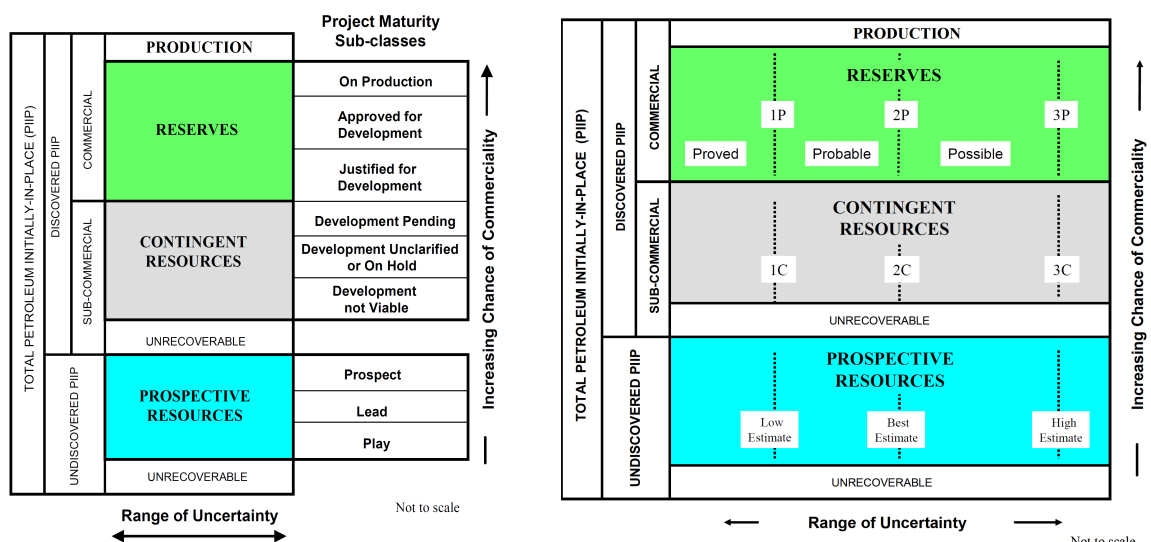 Project Maturity
Sub-classes
TOTAL PETROLEUM INITIALLY-IN-PLACE (PIIP)
DISCOVERED PIIP
COMMERCIAL
SUB-COMMERCIAL
UNDISCOVERED PIIP
PRODUCTION
RESERVES
On Production
Approved for
Development
Justified for
Development
CONTINGENT
RESOURCES
Development Pending
Development Unclarified
or On Hold
Development
not Viable
UNRECOVERABLE
PROSPECTIVE
RESOURCES
Prospect
Lead
Play
UNRECOVERABLE
Increasing Chance of Commerciality
Range of Uncertainty
Not to scale
TOTAL PETROLEUM INITIALLY-IN-PLACE (PIIP)
DISCOVERED PIIP
COMMERCIAL
SUB-COMMERCIAL
UNDISCOVERED PIIP
PRODUCTION
RESERVES
1P 2P 3P
Proved Probable Possible
CONTINGENT
RESOURCES
1C 2C 3C
UNRECOVERABLE
PROSPECTIVE
RESOURCES
Low
Estimate
Best
Estimate
High
Estimate
UNRECOVERABLE
Increasing Chance of Commerciality
Range of Uncertainty
Not to scale